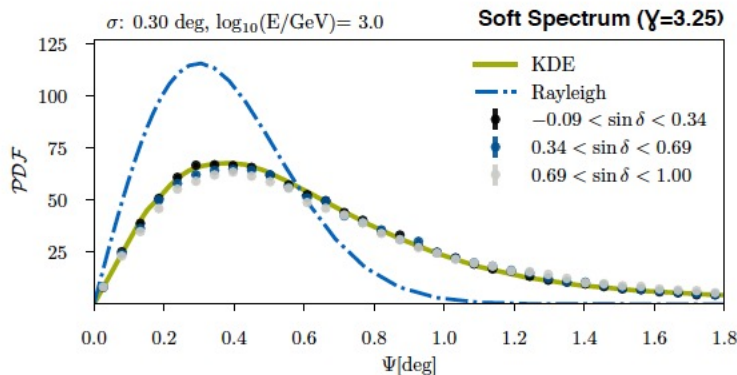 σ: 0.30 deg, log₁₀(E/GeV)= 3.0
Soft Spectrum (Ɣ=3.25)
125
100
75
50
25
PDF
KDE
Rayleigh
−0.09 < sin δ < 0.34
0.34 < sin δ < 0.69
0.69 < sin δ < 1.00
0.0 0.2 0.4 0.6 0.8 1.0 1.2 1.4 1.6 1.8
Ψ[deg]